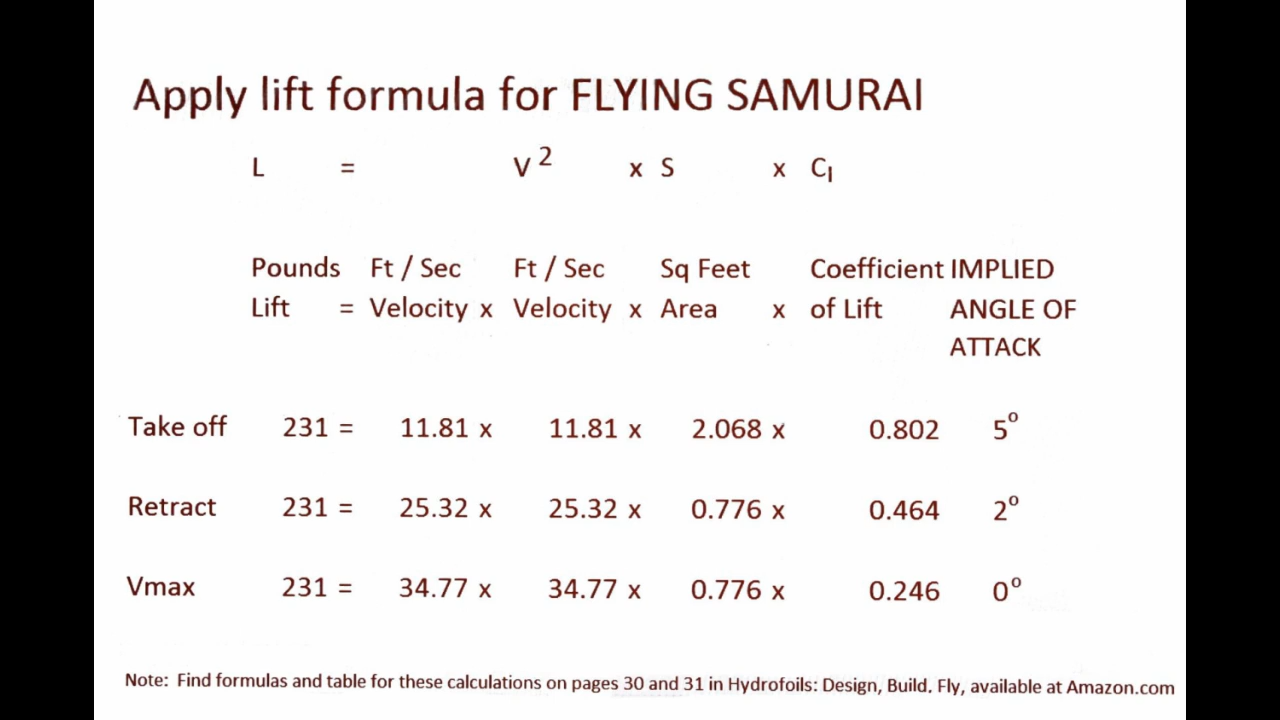 Apply lift formula for FLYING SAMURAI
L = V 2 x S x Cl
Pounds Ft / Sec Ft / Sec Sq Feet Coefficient IMPLIED
Lift = Velocity x Velocity x Area x of Lift ANGLE OF
ATTACK
Take off 231 = 11.81 x 11.81 x 2.068 x 0.802 5o
Retract 231 = 25.32 x 25.32 x 0.776 x 0.464 2o
Vmax 231 = 34.77 x 34.77 x 0.776 x 0.246 0o
Note: Find formulas and table for these calculations on pages 30 and 31 in Hydrofoils: Design, Build. Fly, available at Amazon.com